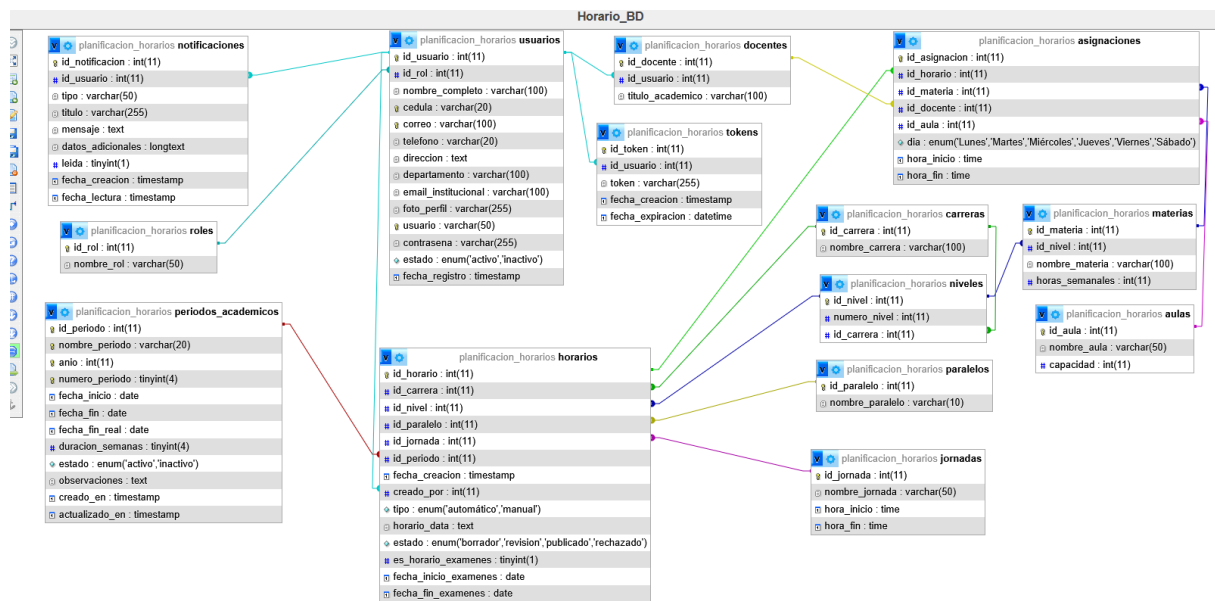 Horario_BD
planificacion_horarios notificaciones
id_notificacion : int(11)
id_usuario : int(11)
tipo : varchar(50)
titulo : varchar(255)
mensaje : text
datos_adicionales : longtext
leida : tinyint(1)
fecha_creacion : timestamp
fecha_lectura : timestamp
planificacion_horarios usuarios
id_usuario : int(11)
id_rol : int(11)
nombre_completo : varchar(100)
cedula : varchar(20)
correo : varchar(100)
telefono : varchar(20)
direccion : text
departamento : varchar(100)
email_institucional : varchar(100)
foto_perfil : varchar(255)
usuario : varchar(50)
contrasena : varchar(255)
estado : enum('activo','inactivo')
fecha_registro : timestamp
planificacion_horarios docentes
id_docente : int(11)
id_usuario : int(11)
titulo_academico : varchar(100)
planificacion_horarios asignaciones
id_asignacion : int(11)
id_horario : int(11)
id_materia : int(11)
id_docente : int(11)
id_aula : int(11)
dia : enum('Lunes','Martes','Miércoles','Jueves','Viernes','Sábado')
hora_inicio : time
hora_fin : time
planificacion_horarios tokens
id_token : int(11)
id_usuario : int(11)
token : varchar(255)
fecha_creacion : timestamp
fecha_expiracion : datetime
planificacion_horarios roles
id_rol : int(11)
nombre_rol : varchar(50)
planificacion_horarios carreras
id_carrera : int(11)
nombre_carrera : varchar(100)
planificacion_horarios materias
id_materia : int(11)
id_nivel : int(11)
nombre_materia : varchar(100)
horas_semanales : int(11)
planificacion_horarios niveles
id_nivel : int(11)
numero_nivel : int(11)
id_carrera : int(11)
planificacion_horarios aulas
id_aula : int(11)
nombre_aula : varchar(50)
capacidad : int(11)
planificacion_horarios periodos_academicos
id_periodo : int(11)
nombre_periodo : varchar(20)
anio : int(11)
numero_periodo : tinyint(4)
fecha_inicio : date
fecha_fin : date
fecha_fin_real : date
duracion_semanas : tinyint(4)
estado : enum('activo','inactivo')
observaciones : text
creado_en : timestamp
actualizado_en : timestamp
planificacion_horarios horarios
id_horario : int(11)
id_carrera : int(11)
id_nivel : int(11)
id_paralelo : int(11)
id_jornada : int(11)
id_periodo : int(11)
fecha_creacion : timestamp
creado_por : int(11)
tipo : enum('automático','manual')
horario_data : text
estado : enum('borrador','revision','publicado','rechazado')
es_horario_examenes : tinyint(1)
fecha_inicio_examenes : date
fecha_fin_examenes : date
planificacion_horarios paralelos
id_paralelo : int(11)
nombre_paralelo : varchar(10)
planificacion_horarios jornadas
id_jornada : int(11)
nombre_jornada : varchar(50)
hora_inicio : time
hora_fin : time